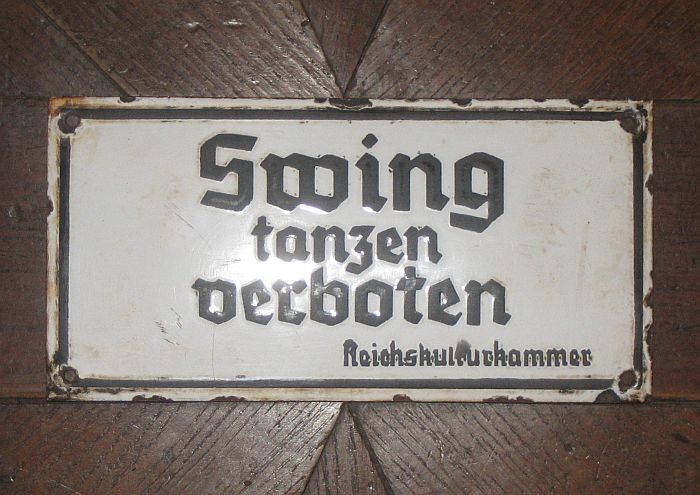 Swing
tanzen
verboten
Reichskulturkammer